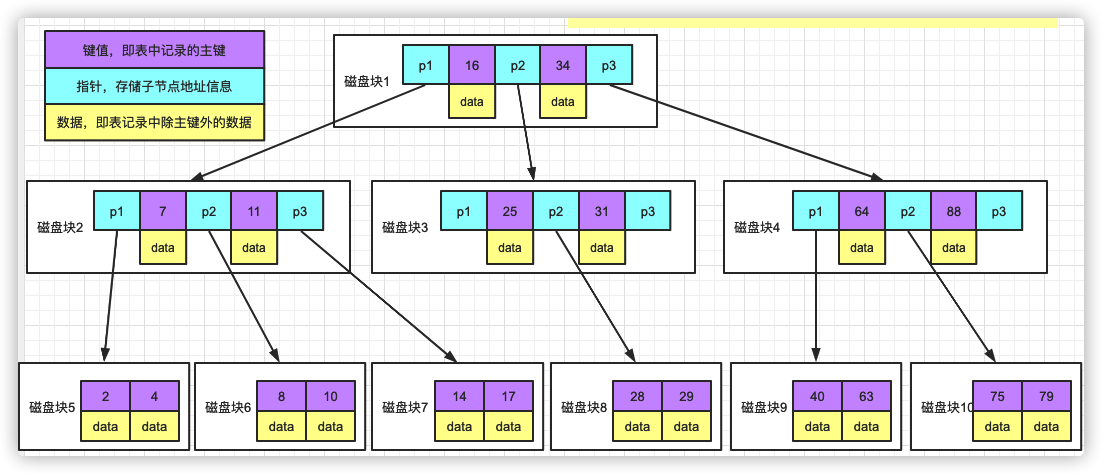 键值，即表中记录的主键
指针，存储子节点地址信息
数据，即表记录中除主键外的数据
磁盘块1
p1 16 p2 34 p3
data data
磁盘块2
p1 7 p2 11 p3
data data
磁盘块3
p1 25 p2 31 p3
data data
磁盘块4
p1 64 p2 88 p3
data data
磁盘块5
2 4
data data
磁盘块6
8 10
data data
磁盘块7
14 17
data data
磁盘块8
28 29
data data
磁盘块9
40 63
data data
磁盘块10
75 79
data data